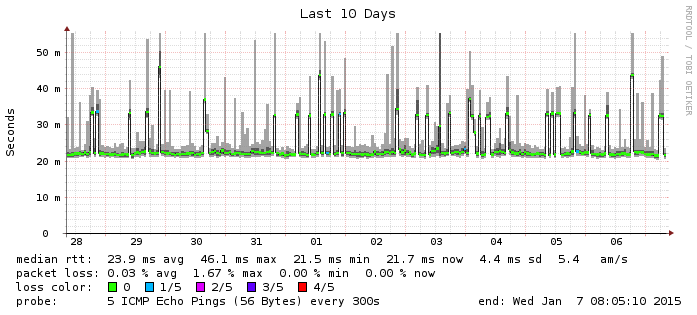 Last 10 Days
RRDTOOL / TOBI OETIKER
Seconds
50 m
40 m
30 m
20 m
10 m
0
28 29 30 31 01 02 03 04 05 06
median rtt: 23.9 ms avg 46.1 ms max 21.5 ms min 21.7 ms now 4.4 ms sd 5.4 am/s
packet loss: 0.03 % avg 1.67 % max 0.00 % min 0.00 % now
loss color: 0 1/5 2/5 3/5 4/5
probe: 5 ICMP Echo Pings (56 Bytes) every 300s end: Wed Jan 7 08:05:10 2015